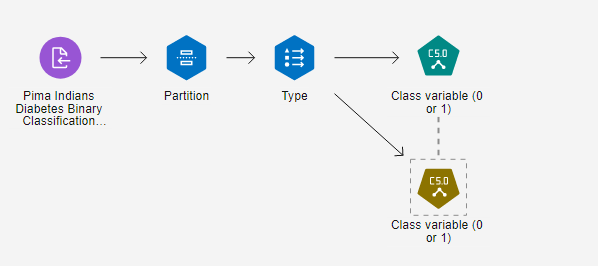 C5.0
Pima Indians
Diabetes Binary
Classification...
Partition
Type
Class variable (0
or 1)
C5.0
Class variable (0
or 1)